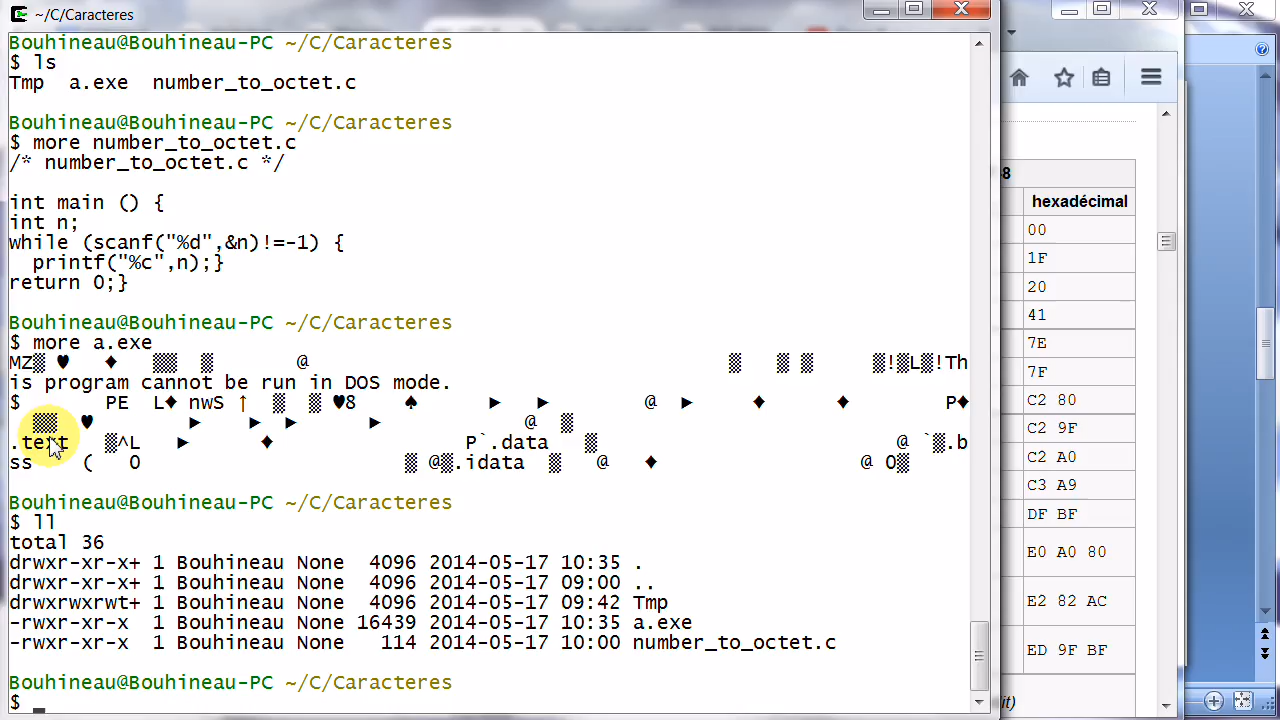 ~/C/Caracteres
Bouhineau@Bouhineau-PC ~/C/Caracteres
$ ls
Tmp  a.exe  number_to_octet.c
Bouhineau@Bouhineau-PC ~/C/Caracteres
$ more number_to_octet.c
/* number_to_octet.c */
int main () {
int n;
while (scanf("%d",&n)!=-1) {
  printf("%c",n);}
return 0;}
Bouhineau@Bouhineau-PC ~/C/Caracteres
$ more a.exe
MZ▒ ♥   ♦   ▒▒  ▒       @                                   ▒   ▒ ▒     ▒!▒L▒!Th
is program cannot be run in DOS mode.
$       PE  L♦ nwS ↑  ▒  ▒ ♥8    ♠      ►   ►        @  ►     ♦      ♦        P♦
  ▒▒  ♥        ►    ►  ►      ►            @  ▒
.text   ▒^L   ►      ♦                P`.data   ▒                         @ `▒.b
ss    (   O                      ▒ @▒.idata  ▒   @   ♦                 @ O▒
Bouhineau@Bouhineau-PC ~/C/Caracteres
$ ll
total 36
drwxr-xr-x+ 1 Bouhineau None  4096 2014-05-17 10:35 .
drwxr-xr-x+ 1 Bouhineau None  4096 2014-05-17 09:00 ..
drwxrwxrwt+ 1 Bouhineau None  4096 2014-05-17 09:42 Tmp
-rwxr-xr-x  1 Bouhineau None 16439 2014-05-17 10:35 a.exe
-rwxr-xr-x  1 Bouhineau None   114 2014-05-17 10:00 number_to_octet.c
Bouhineau@Bouhineau-PC ~/C/Caracteres
$
8
hexadécimal
00
1F
20
41
7E
7F
C2 80
C2 9F
C2 A0
C3 A9
DF BF
E0 A0 80
E2 82 AC
ED 9F BF
it)